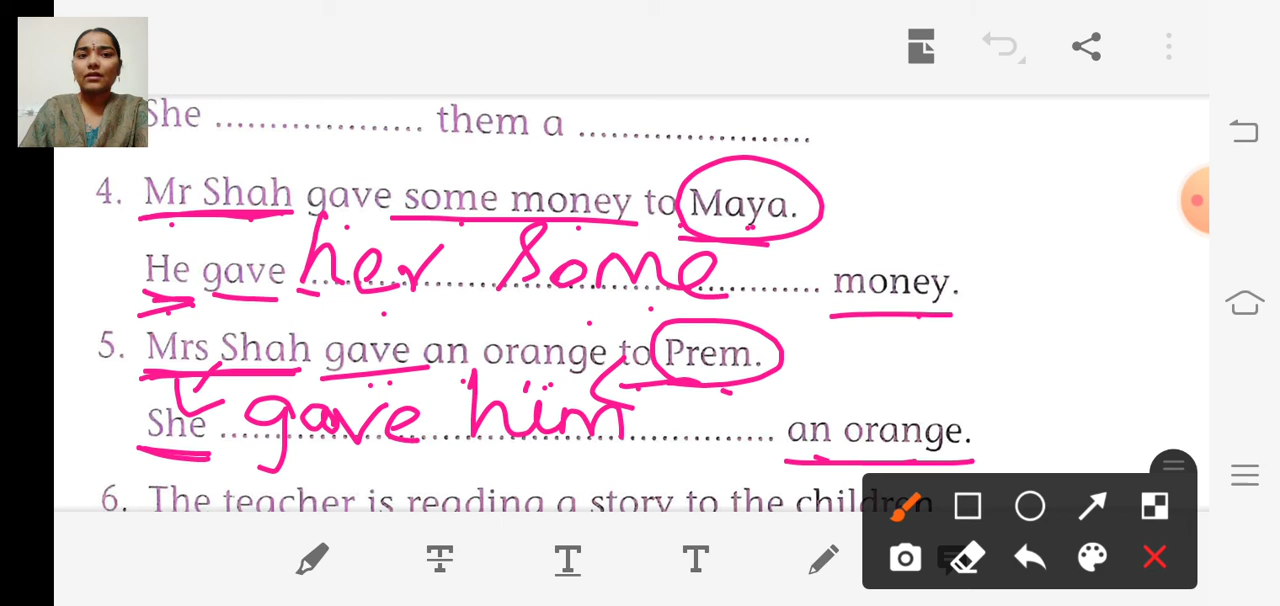 She .................... them a ......................
4. Mr Shah gave some money to Maya.
He gave her some money.
5. Mrs Shah gave an orange to Prem.
She gave him an orange.
6. The teacher is reading a story to the children
T T T